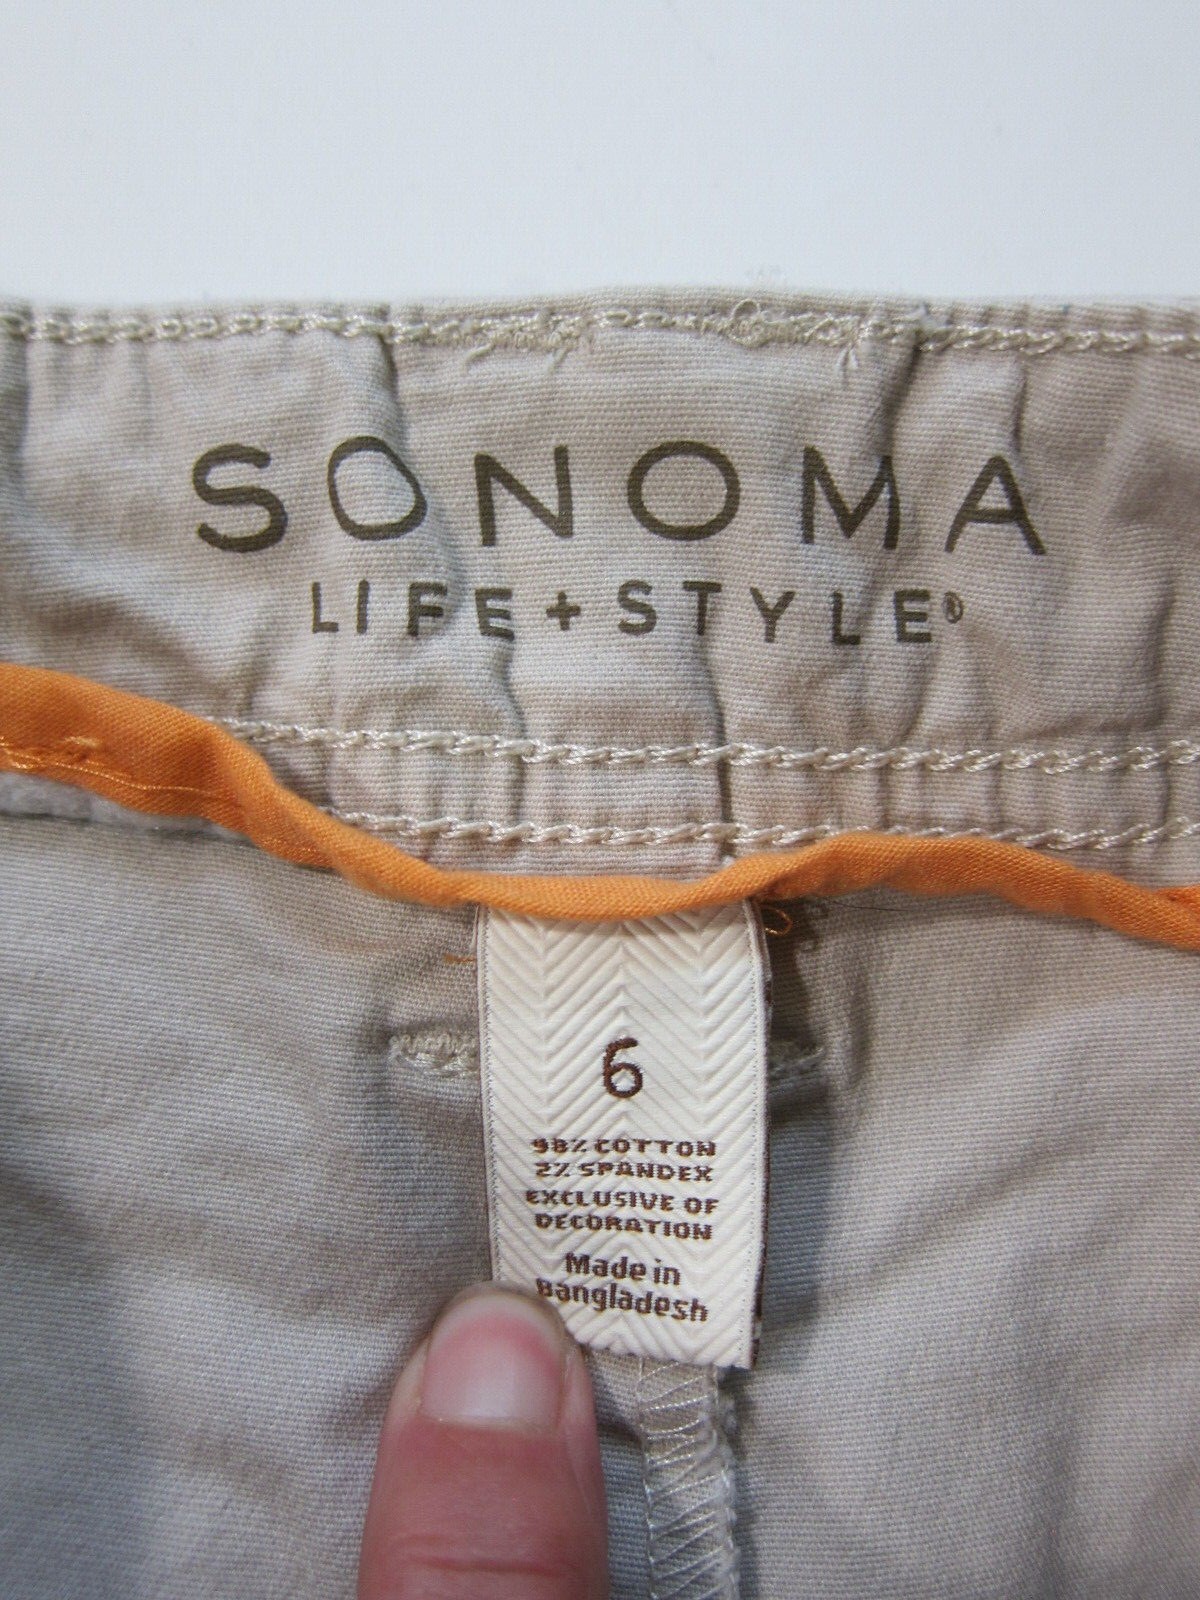 SONOMA
LIFE+STYLE®
6
98% COTTON
2% SPANDEX
EXCLUSIVE OF
DECORATION
Made in
Bangladesh